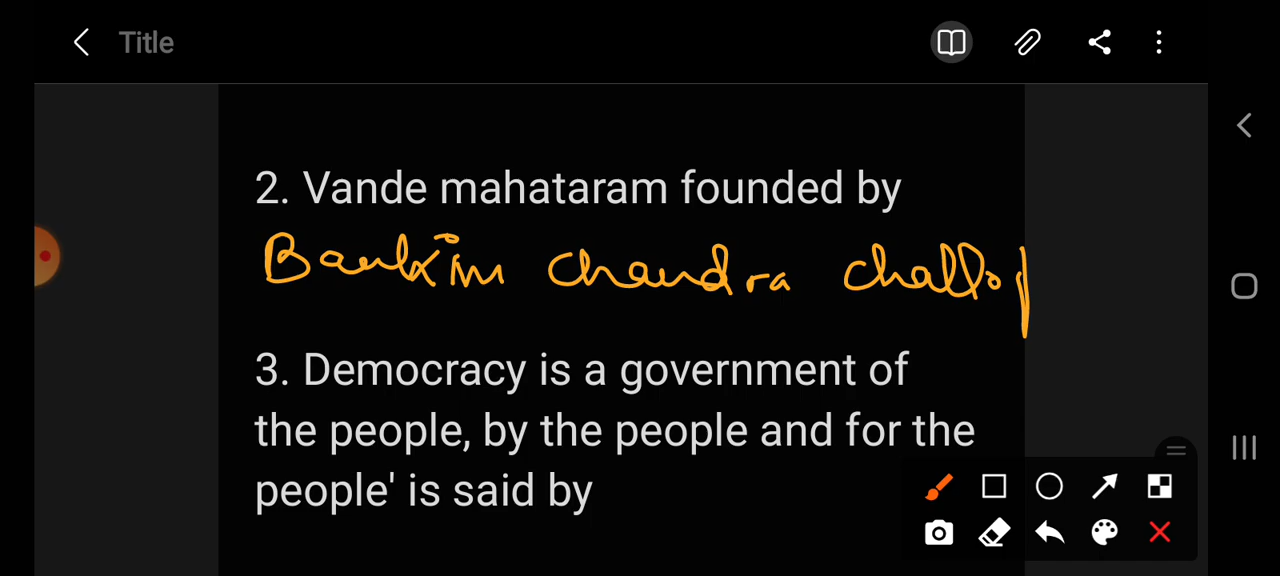 Title
2. Vande mahataram founded by
Bankim Chandra Chattop
3. Democracy is a government of
the people, by the people and for the
people' is said by